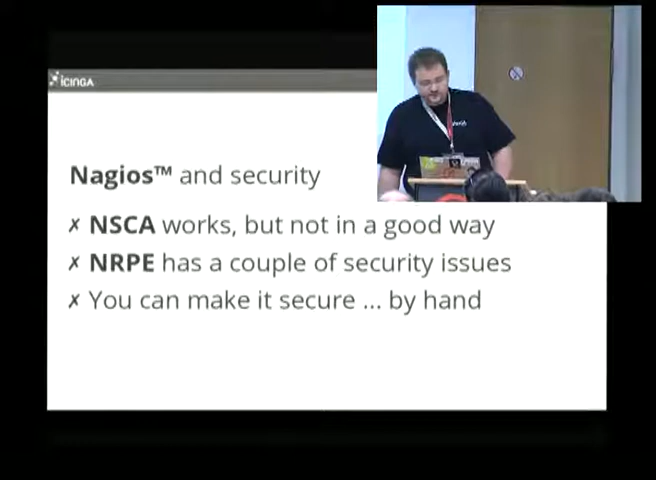 ICINGA
Nagios™ and security
✗ NSCA works, but not in a good way
✗ NRPE has a couple of security issues
✗ You can make it secure ... by hand